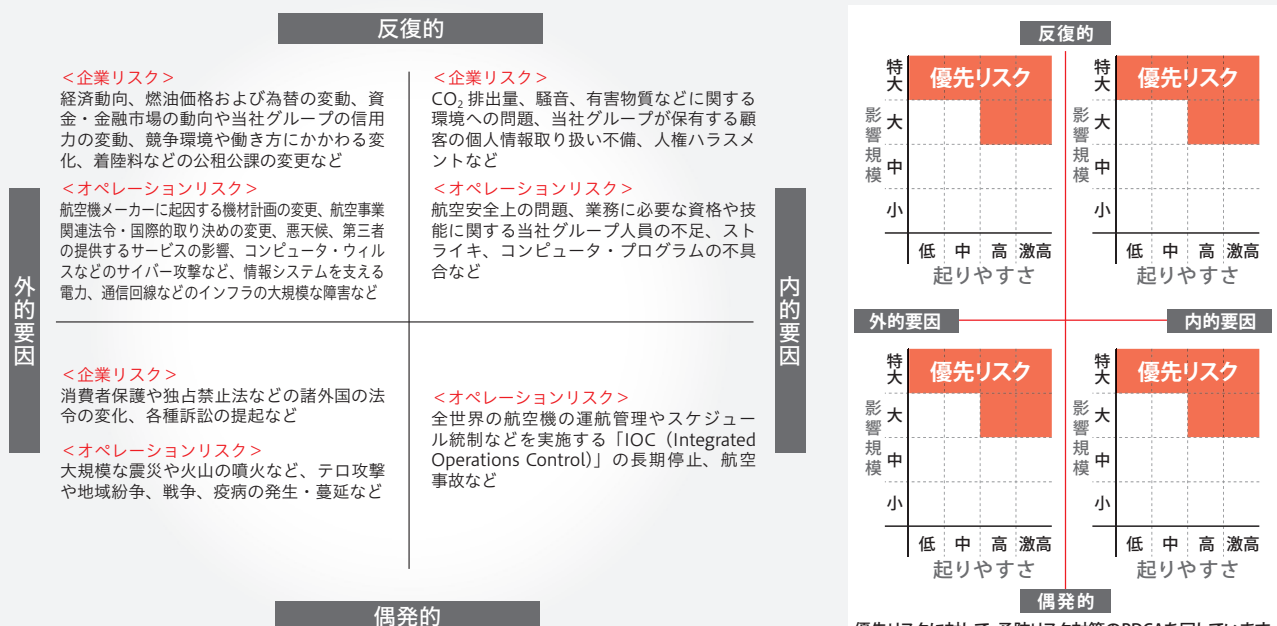 反復的
＜企業リスク＞
経済動向、燃油価格および為替の変動、資
金・金融市場の動向や当社グループの信用
力の変動、競争環境や働き方にかかわる変
化、着陸料などの公租公課の変更など
＜オペレーションリスク＞
航空機メーカーに起因する機材計画の変更、航空事業
関連法令・国際的取り決めの変更、悪天候、第三者
の提供するサービスの影響、コンピュータ・ウィル
スなどのサイバー攻撃など、情報システムを支える
電力、通信回線などのインフラの大規模な障害など
＜企業リスク＞
CO₂ 排出量、騒音、有害物質などに関する
環境への問題、当社グループが保有する顧
客の個人情報取り扱い不備、人権ハラスメ
ントなど
＜オペレーションリスク＞
航空安全上の問題、業務に必要な資格や技
能に関する当社グループ人員の不足、スト
ライキ、コンピュータ・プログラムの不具
合など
外的要因
内的要因
＜企業リスク＞
消費者保護や独占禁止法などの諸外国の法
令の変化、各種訴訟の提起など
＜オペレーションリスク＞
大規模な震災や火山の噴火など、テロ攻撃
や地域紛争、戦争、疫病の発生・蔓延など
＜オペレーションリスク＞
全世界の航空機の運航管理やスケジュー
ル統制などを実施する「IOC（Integrated
Operations Control）」の長期停止、航空
事故など
偶発的
反復的
影響規模
特大
大
中
小
優先リスク
低 中 高 激高
起りやすさ
影響規模
特大
大
中
小
優先リスク
低 中 高 激高
起りやすさ
外的要因
内的要因
影響規模
特大
大
中
小
優先リスク
低 中 高 激高
起りやすさ
影響規模
特大
大
中
小
優先リスク
低 中 高 激高
起りやすさ
偶発的
優先リスクに対して、予防リスク対策のPDCAを回しています